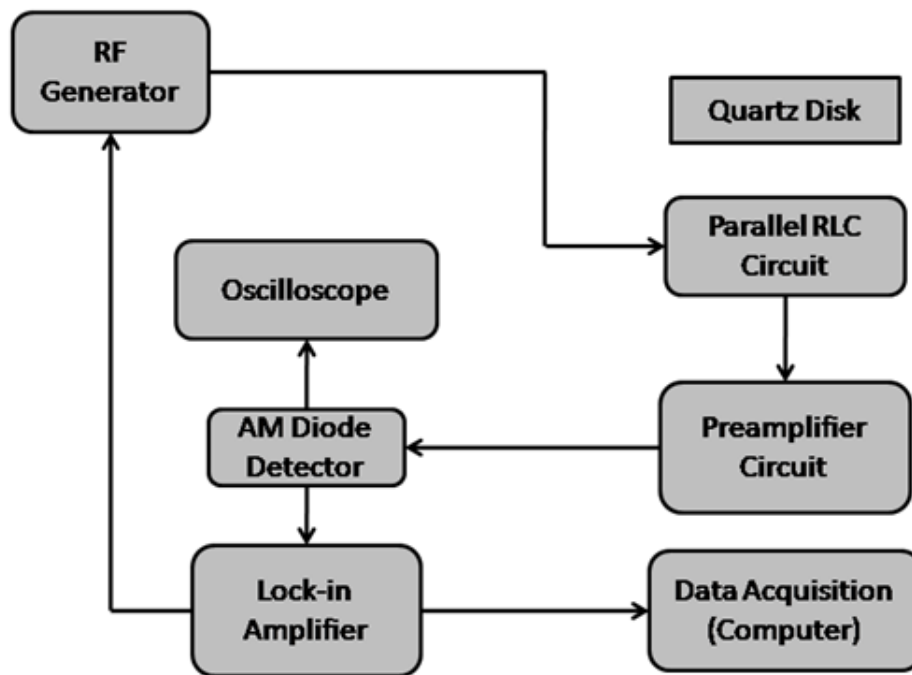 RF
Generator
Quartz Disk
Parallel RLC
Circuit
Oscilloscope
AM Diode
Detector
Preamplifier
Circuit
Lock-in
Amplifier
Data Acquisition
(Computer)